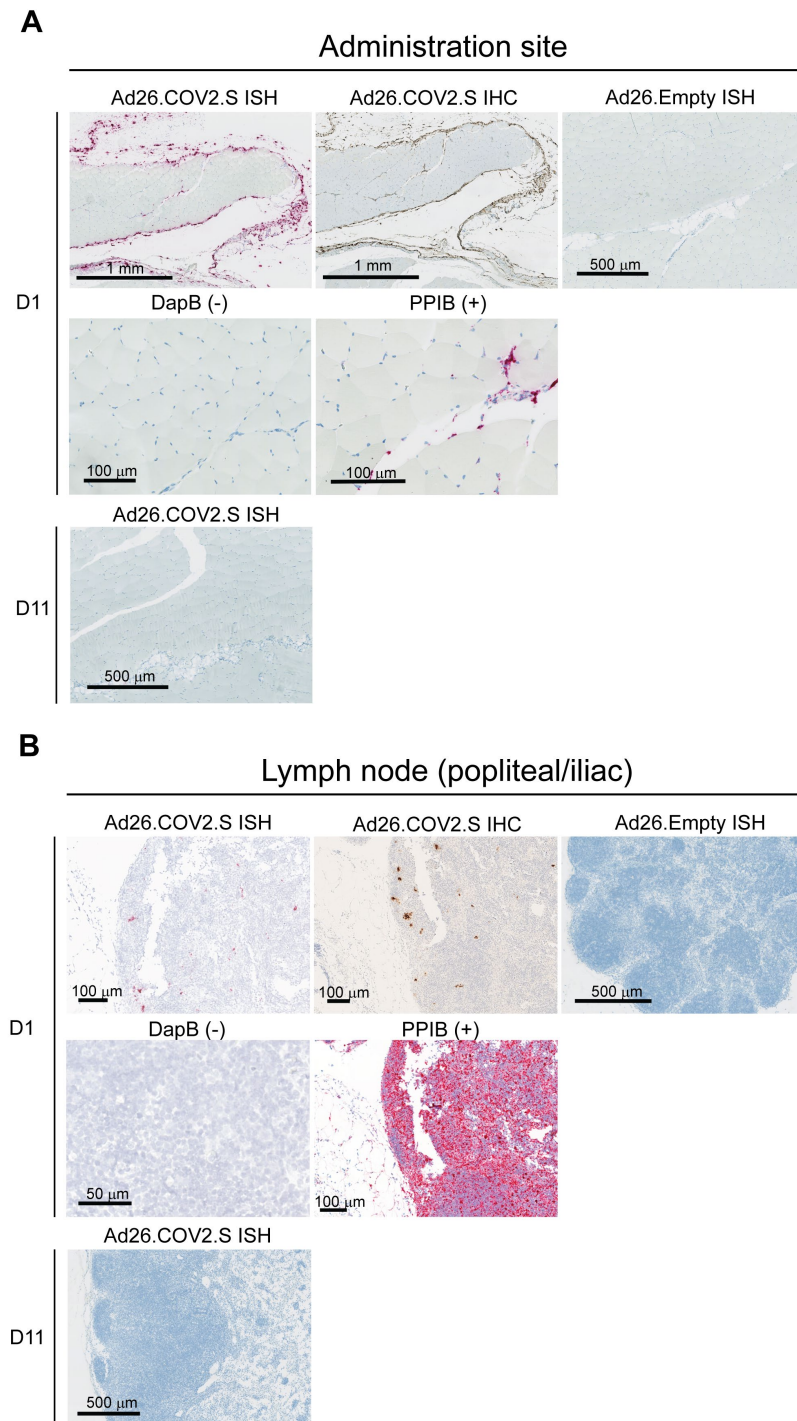 A
Administration site
Ad26.COV2.S ISH
Ad26.COV2.S IHC
Ad26.Empty ISH
D1
1 mm
1 mm
500 μm
DapB (-)
PPIB (+)
100 μm
100 μm
Ad26.COV2.S ISH
D11
500 μm
B
Lymph node (popliteal/iliac)
Ad26.COV2.S ISH
Ad26.COV2.S IHC
Ad26.Empty ISH
D1
100 μm
100 μm
500 μm
DapB (-)
PPIB (+)
50 μm
100 μm
Ad26.COV2.S ISH
D11
500 μm